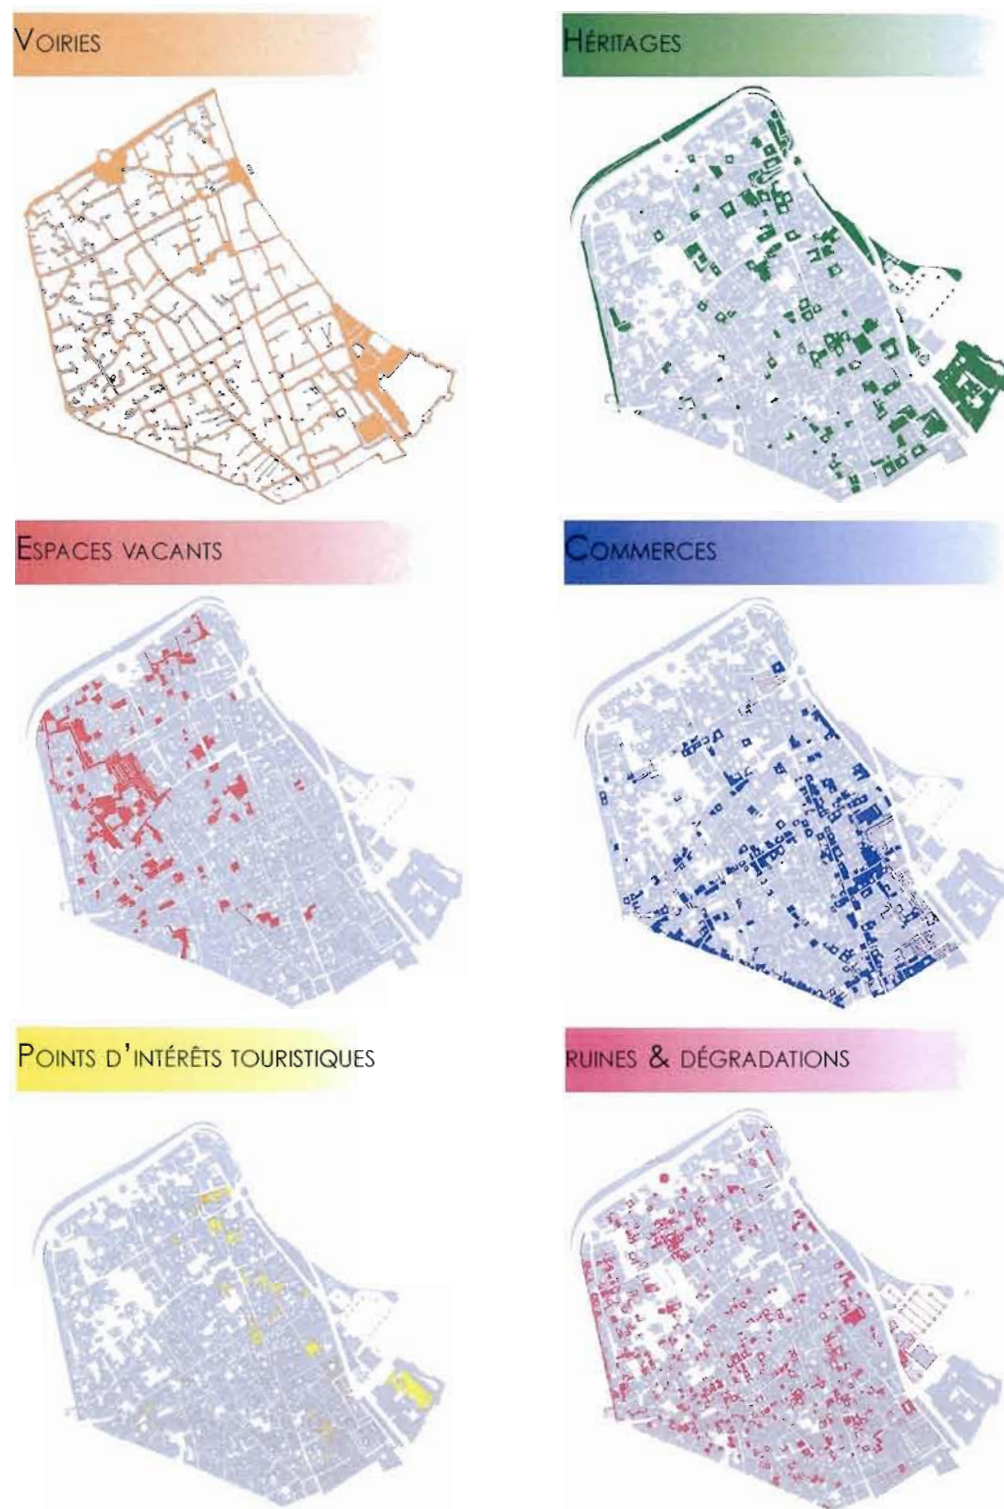 VOIRIES
HÉRITAGES
ESPACES VACANTS
COMMERCES
POINTS D'INTÉRÊTS TOURISTIQUES
RUINES & DÉGRADATIONS